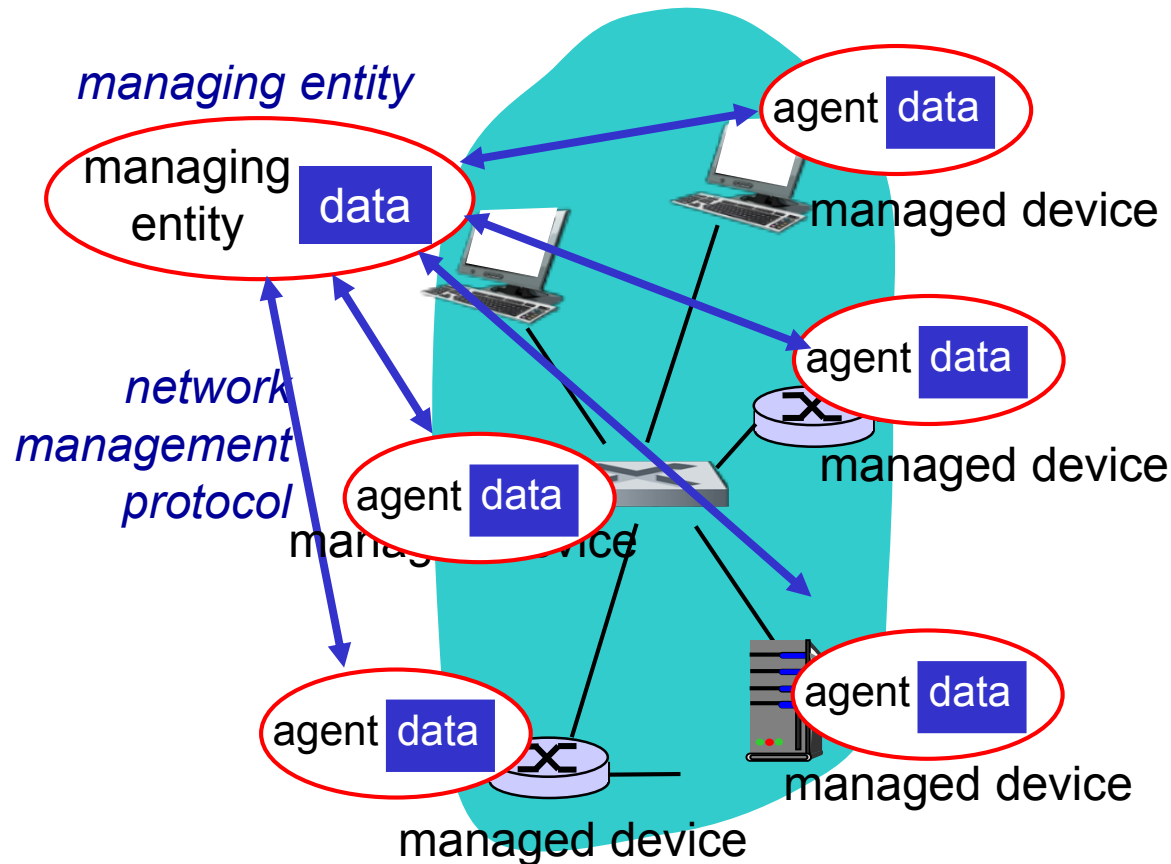 managing entity
managing
entity
data
agent data
managed device
agent data
managed device
network
management
protocol
agent data
managed device
agent data
managed device
agent data
managed device